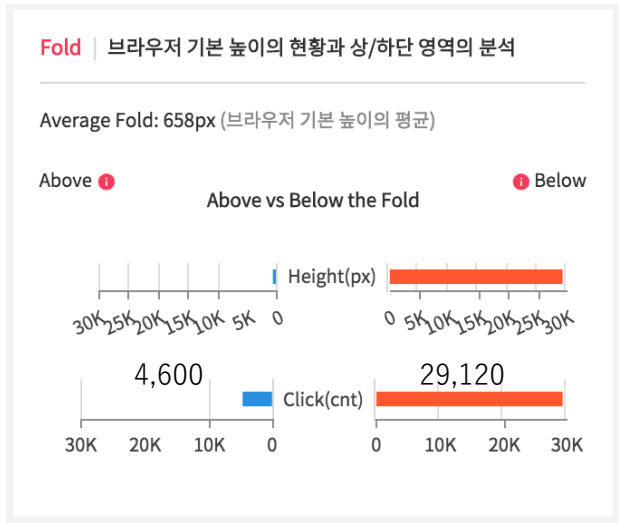 Fold | 브라우저 기본 높이의 현황과 상/하단 영역의 분석
Average Fold: 658px (브라우저 기본 높이의 평균)
Above Below
Above vs Below the Fold
Height(px)
30K 25K 20K 15K 10K 5K 0 0 5K 10K 15K 20K 25K 30K
4,600 29,120
Click(cnt)
30K 20K 10K 0 0 10K 20K 30K